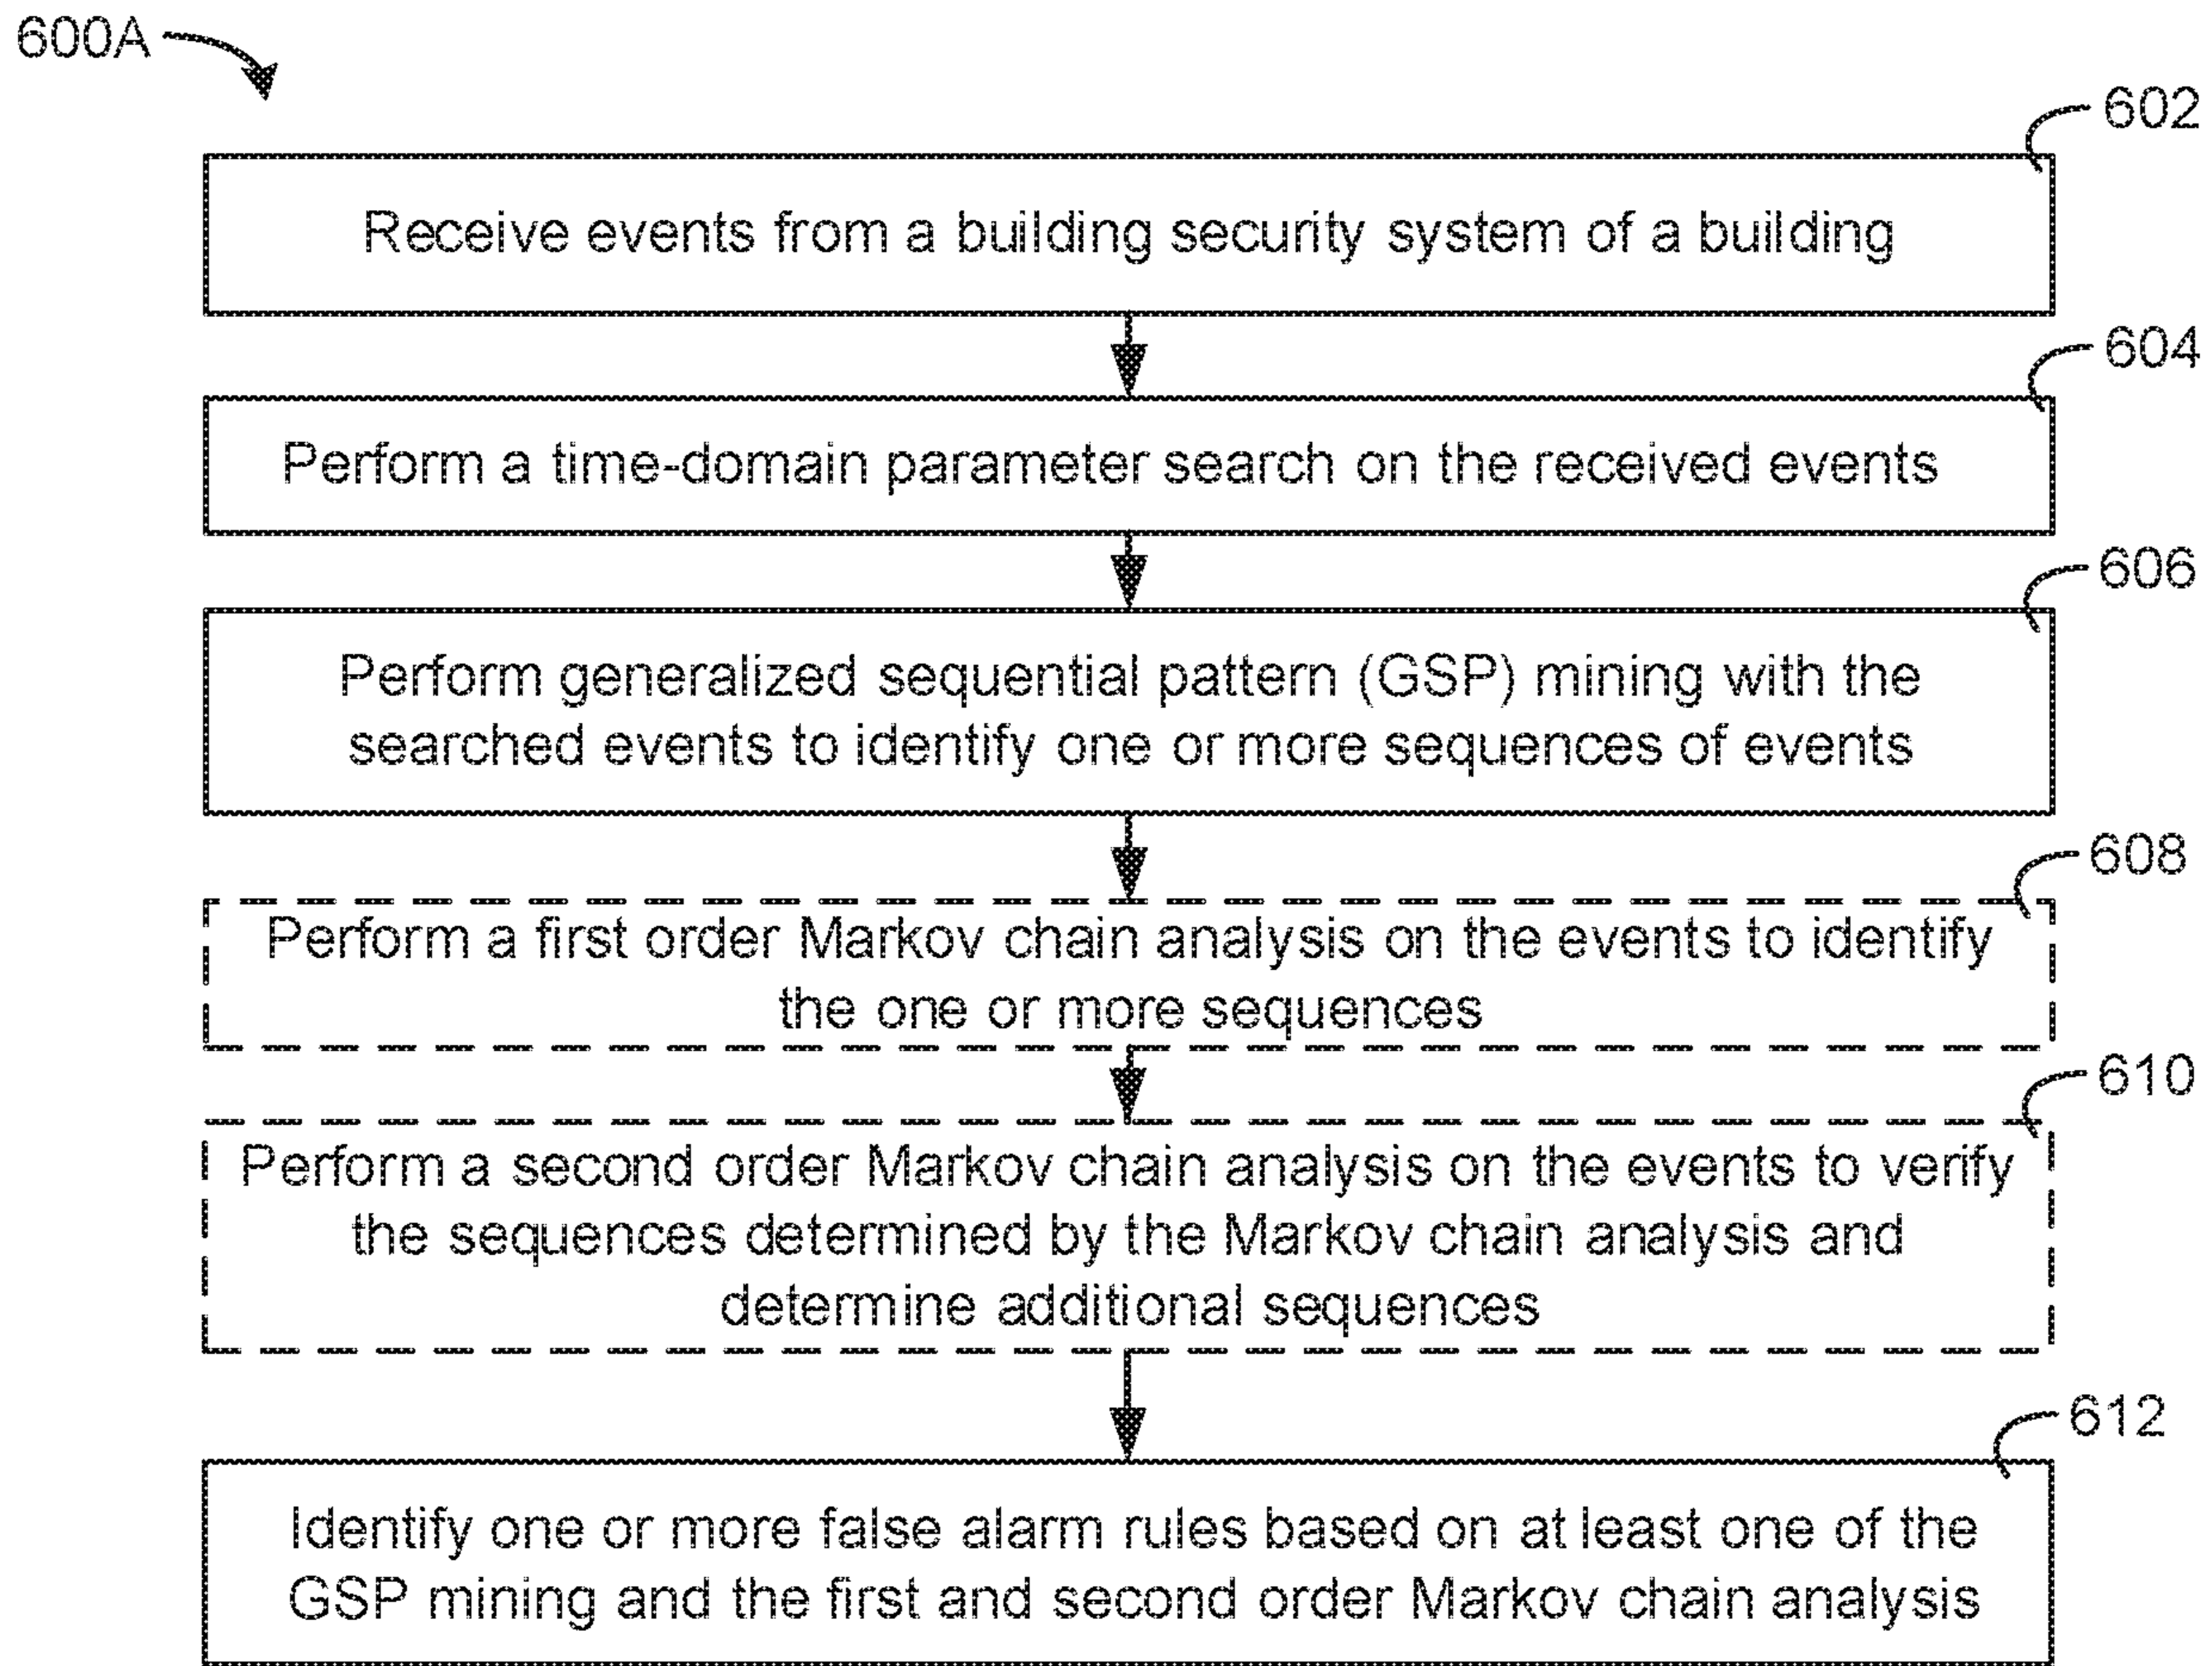 600A
602
Receive events from a building security system of a building
604
Perform a time-domain parameter search on the received events
606
Perform generalized sequential pattern (GSP) mining with the
searched events to identify one or more sequences of events
608
Perform a first order Markov chain analysis on the events to identify
the one or more sequences
610
Perform a second order Markov chain analysis on the events to verify
the sequences determined by the Markov chain analysis and
determine additional sequences
612
Identify one or more false alarm rules based on at least one of the
GSP mining and the first and second order Markov chain analysis